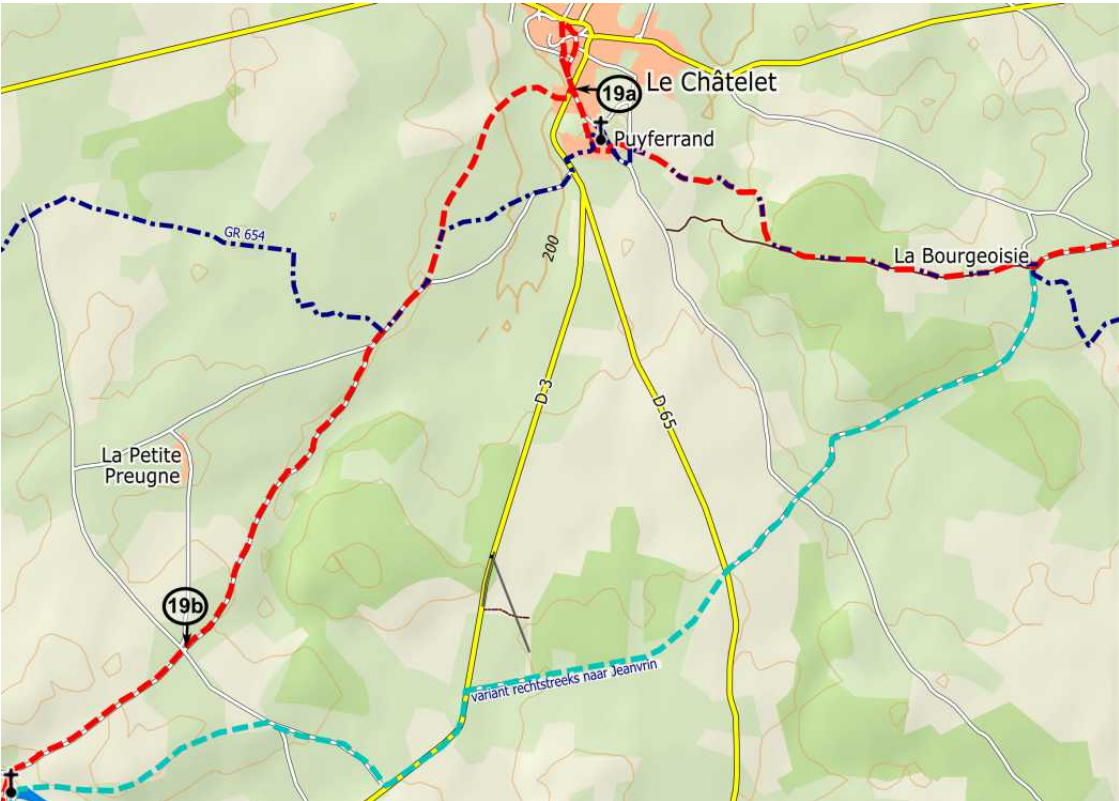 19a
Le Châtelet
Puyferrand
GR 654
200
La Bourgeoisie
D 3
D 65
La Petite
Preugne
19b
variant rechtstreeks naar Jeanvrin